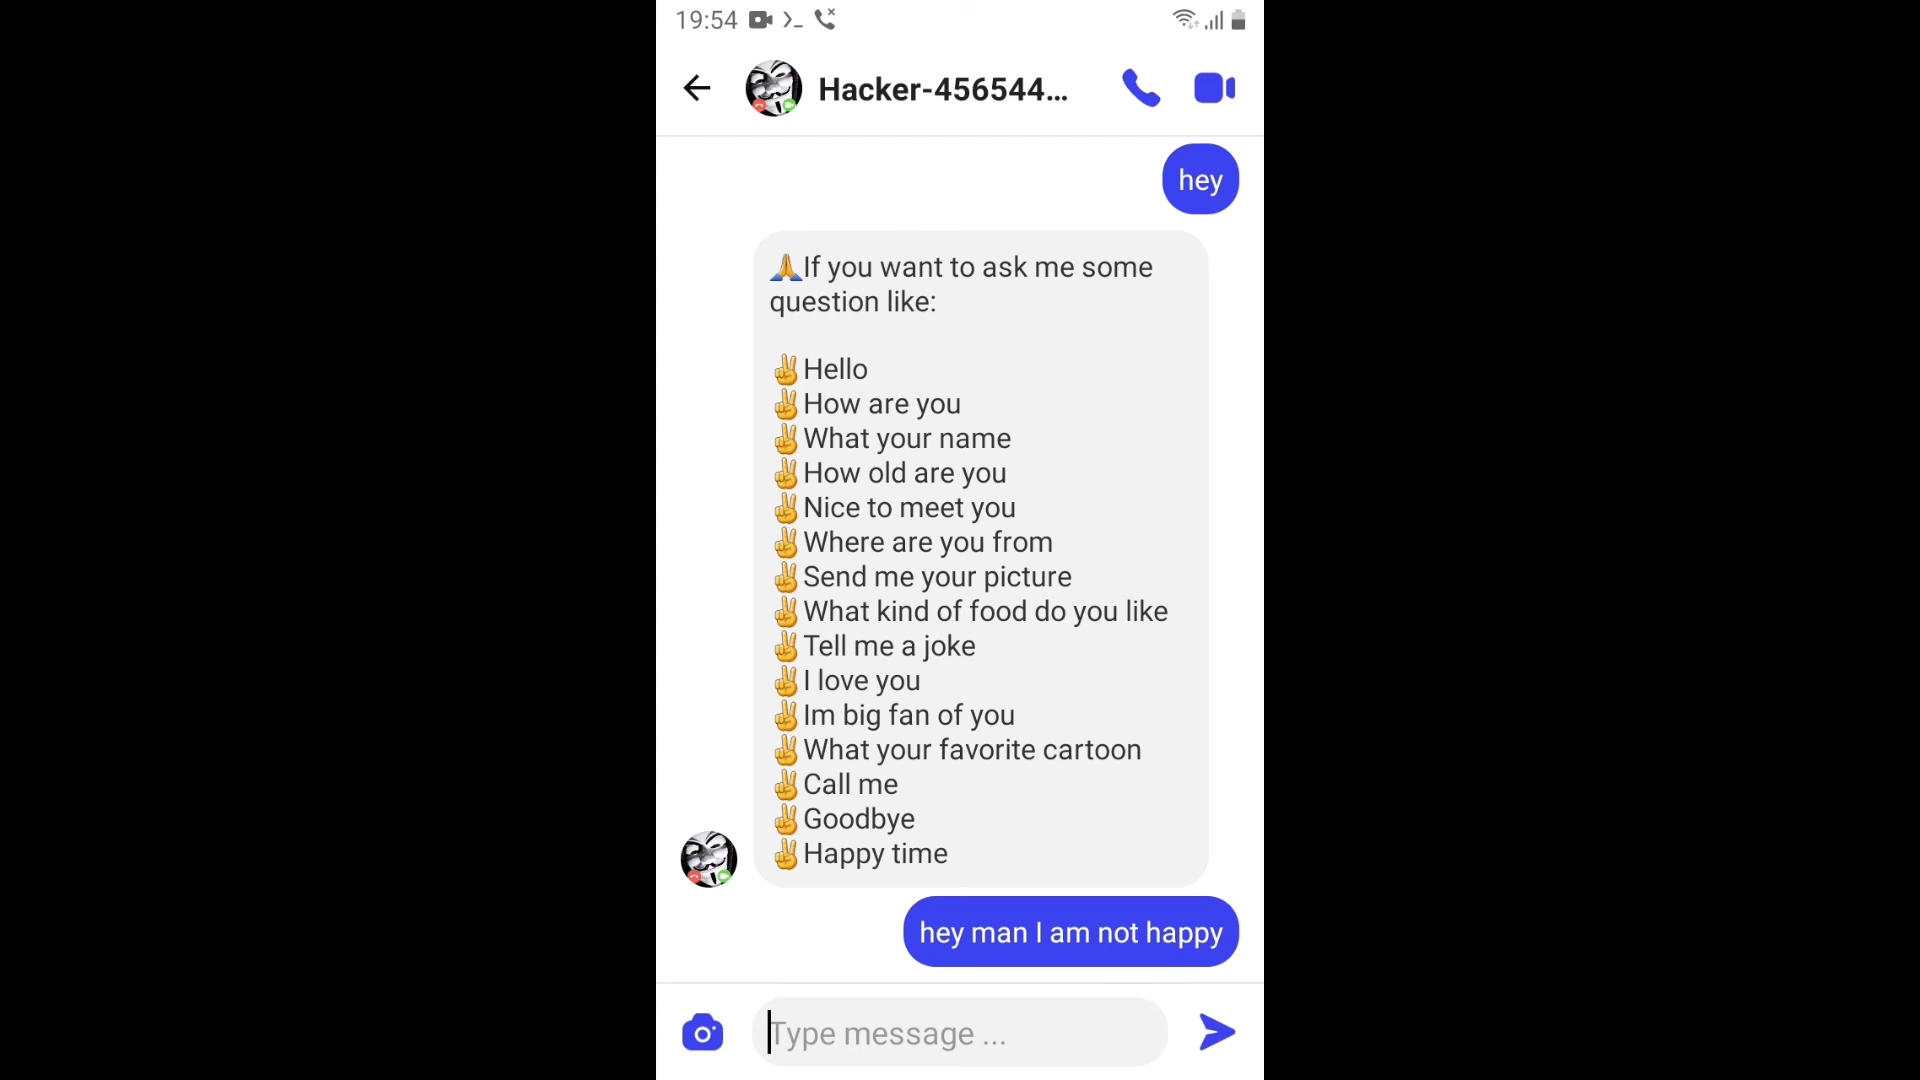 19:54
Hacker-456544...
hey
🙏If you want to ask me some
question like:
✌Hello
✌How are you
✌What your name
✌How old are you
✌Nice to meet you
✌Where are you from
✌Send me your picture
✌What kind of food do you like
✌Tell me a joke
✌I love you
✌Im big fan of you
✌What your favorite cartoon
✌Call me
✌Goodbye
✌Happy time
hey man I am not happy
Type message ...